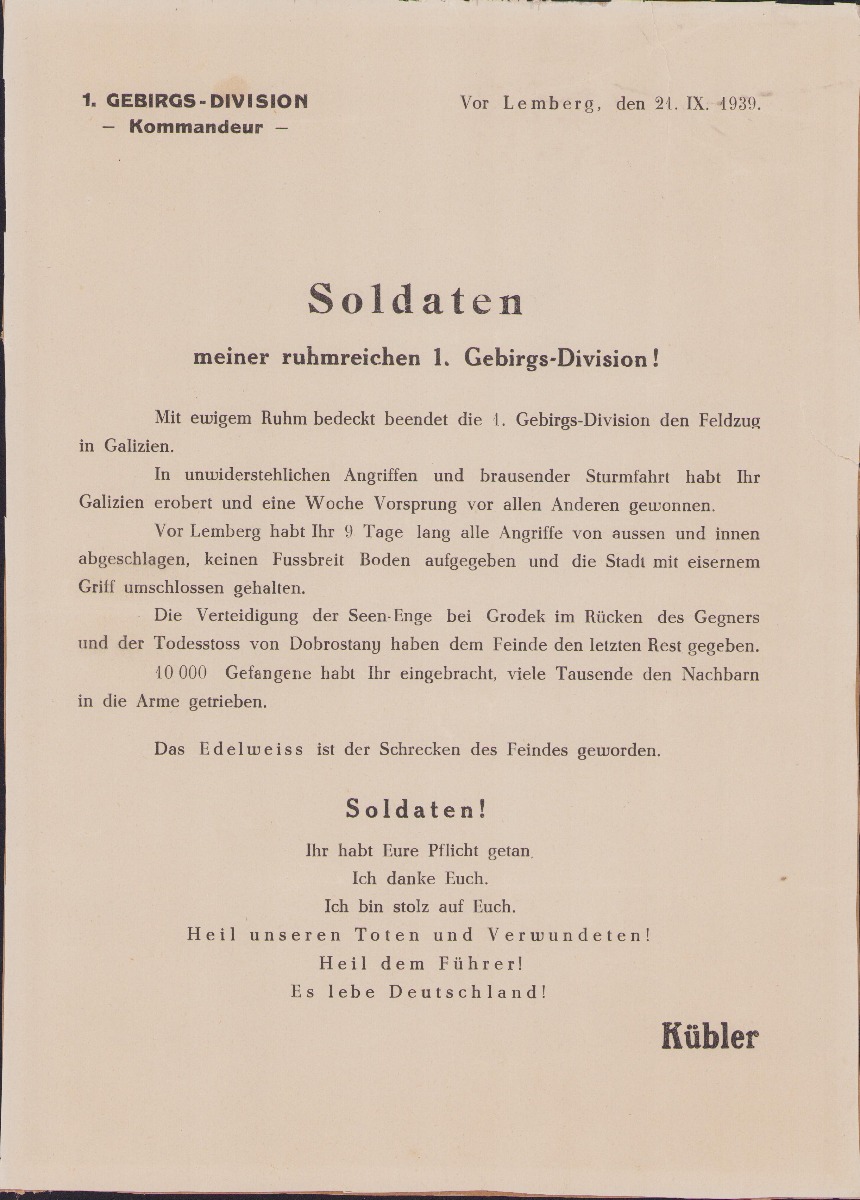 1. GEBIRGS-DIVISION
– Kommandeur –
Vor Lemberg, den 21. IX. 1939.
Soldaten
meiner ruhmreichen 1. Gebirgs-Division!
Mit ewigem Ruhm bedeckt beendet die 1. Gebirgs-Division den Feldzug
in Galizien.
In unwiderstehlichen Angriffen und brausender Sturmfahrt habt Ihr
Galizien erobert und eine Woche Vorsprung vor allen Anderen gewonnen.
Vor Lemberg habt Ihr 9 Tage lang alle Angriffe von aussen und innen
abgeschlagen, keinen Fussbreit Boden aufgegeben und die Stadt mit eisernem
Griff umschlossen gehalten.
Die Verteidigung der Seen-Enge bei Grodek im Rücken des Gegners
und der Todesstoss von Dobrostany haben dem Feinde den letzten Rest gegeben.
10 000 Gefangene habt Ihr eingebracht, viele Tausende den Nachbarn
in die Arme getrieben.
Das Edelweiss ist der Schrecken des Feindes geworden.
Soldaten!
Ihr habt Eure Pflicht getan.
Ich danke Euch.
Ich bin stolz auf Euch.
Heil unseren Toten und Verwundeten!
Heil dem Führer!
Es lebe Deutschland!
Kübler